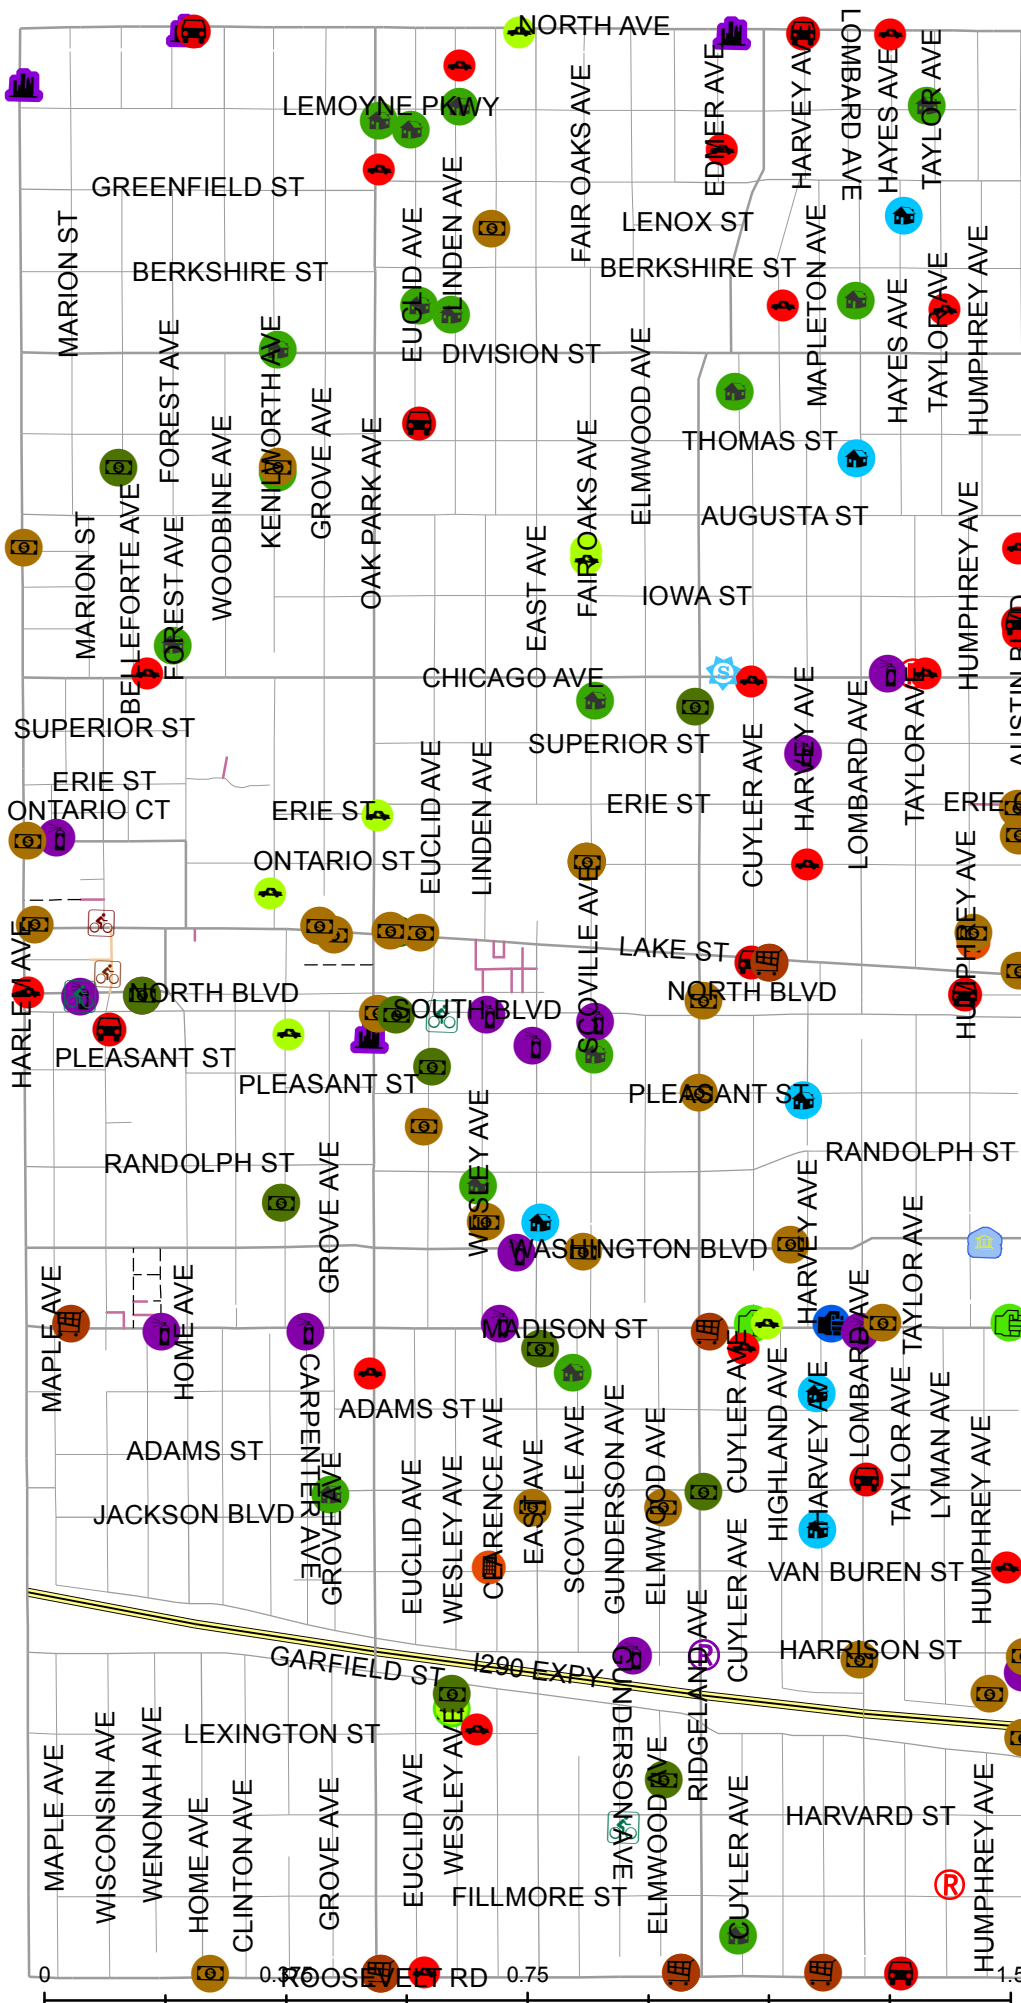 NORTH AVE
LOMBARD AVE
HARVEY AVE
HAYES AVE
TAYLOR AVE
EDMER AVE
FAIR OAKS AVE
LEMOYNE PKWY
GREENFIELD ST
LINDEN AVE
EUCLID AVE
LENOX ST
MARION ST
BERKSHIRE ST
BERKSHIRE ST
MAPLETON AVE
HAYES AVE
TAYLOR AVE
HUMPHREY AVE
DIVISION ST
FOREST AVE
KENILWORTH AVE
WOODBINE AVE
GROVE AVE
OAK PARK AVE
ELMWOOD AVE
FAIR OAKS AVE
THOMAS ST
AUGUSTA ST
MARION ST
BELLEFORTE AVE
FOREST AVE
EAST AVE
IOWA ST
HUMPHREY AVE
AUSTIN BLVD
CHICAGO AVE
S
SUPERIOR ST
SUPERIOR ST
CUYLER AVE
HARVEY AVE
LOMBARD AVE
TAYLOR AVE
ERIE ST
ONTARIO CT
ERIE ST
EUCLID AVE
LINDEN AVE
ERIE ST
ERIE
ONTARIO ST
SCOVILLE AVE
HUMPHREY AVE
HARLEM AVE
LAKE ST
NORTH BLVD
NORTH BLVD
SOUTH BLVD
PLEASANT ST
PLEASANT ST
PLEASANT ST
WESLEY AVE
RANDOLPH ST
RANDOLPH ST
GROVE AVE
HARVEY AVE
TAYLOR AVE
WASHINGTON BLVD
MAPLE AVE
HOME AVE
MADISON ST
LOMBARD AVE
CARPENTER AVE
ADAMS ST
CUYLER AVE
HIGHLAND AVE
HARVEY AVE
TAYLOR AVE
LYMAN AVE
HUMPHREY AVE
ADAMS ST
JACKSON BLVD
GROVE AVE
EUCLID AVE
WESLEY AVE
CLARENCE AVE
EAST AVE
SCOVILLE AVE
GUNDERSON AVE
ELMWOOD AVE
CUYLER AVE
VAN BUREN ST
RIDGELAND AVE
R
HARRISON ST
GARFIELD ST
I290 EXPY
GUNDERSON AVE
LEXINGTON ST
MAPLE AVE
WISCONSIN AVE
WENONAH AVE
HOME AVE
CLINTON AVE
GROVE AVE
EUCLID AVE
WESLEY AVE
ELMWOOD AVE
CUYLER AVE
HARVARD ST
HUMPHREY AVE
R
FILLMORE ST
ROOSEVELT RD
0 0.375 0.75 1.5